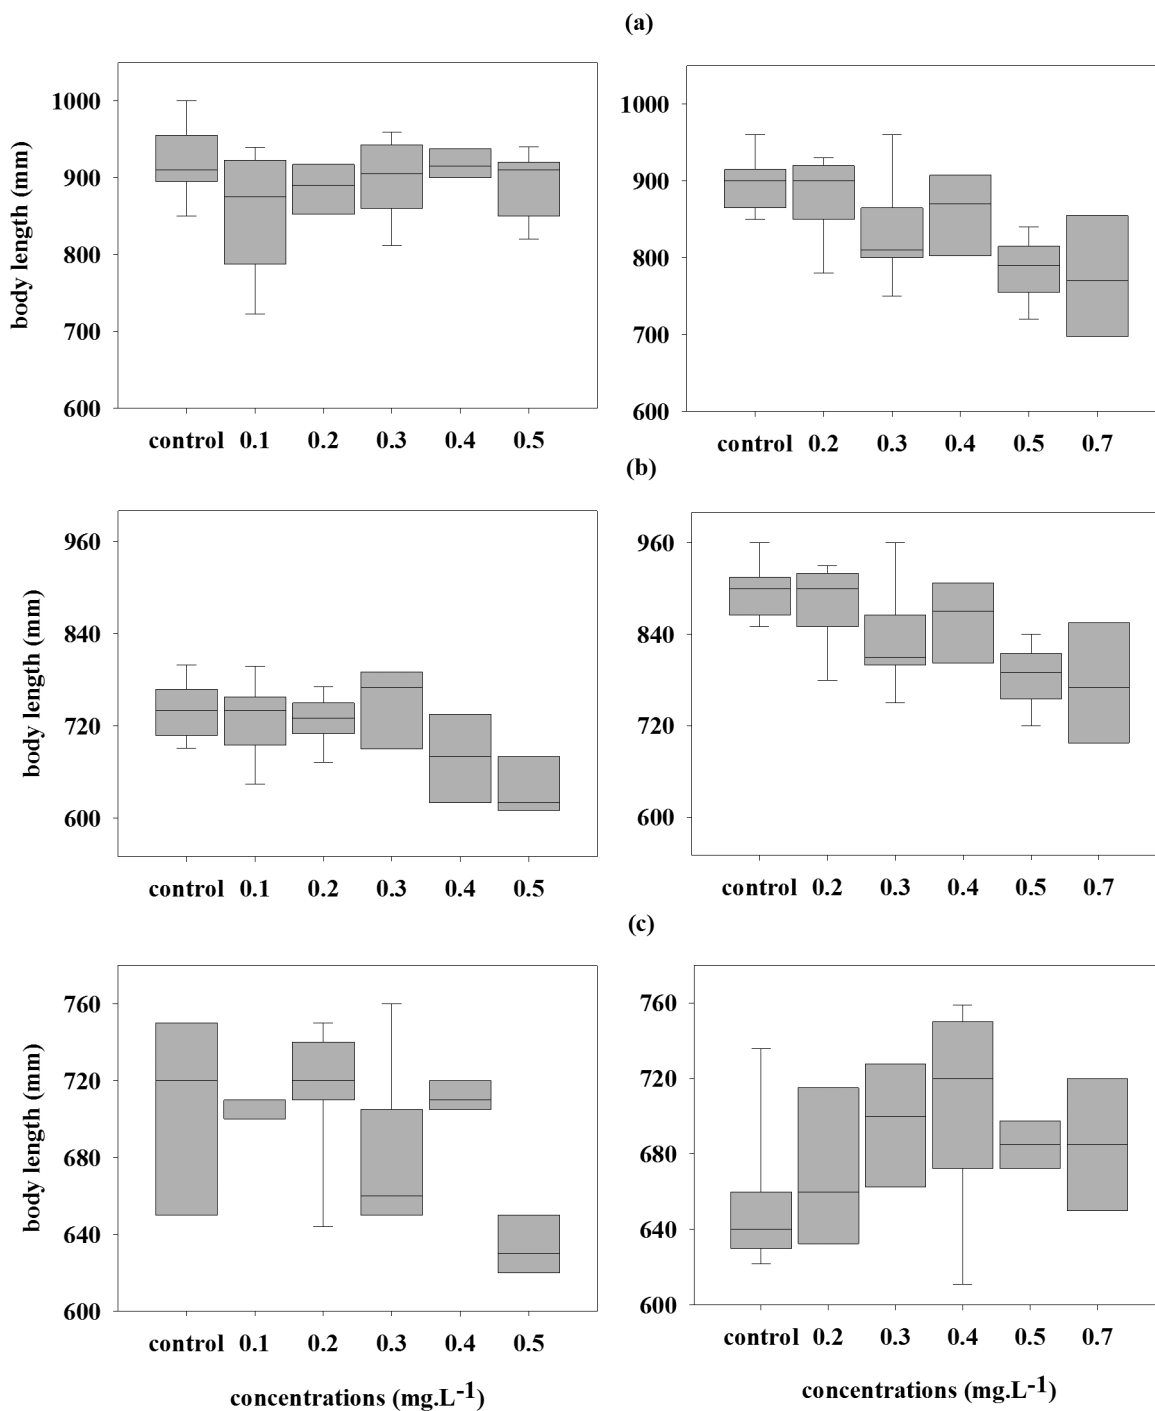 (a)
body length (mm)
1000
900
800
700
600
control 0.1 0.2 0.3 0.4 0.5
1000
900
800
700
600
control 0.2 0.3 0.4 0.5 0.7
(b)
body length (mm)
960
840
720
600
control 0.1 0.2 0.3 0.4 0.5
960
840
720
600
control 0.2 0.3 0.4 0.5 0.7
(c)
body length (mm)
760
720
680
640
600
control 0.1 0.2 0.3 0.4 0.5
concentrations (mg.L-1)
760
720
680
640
600
control 0.2 0.3 0.4 0.5 0.7
concentrations (mg.L-1)